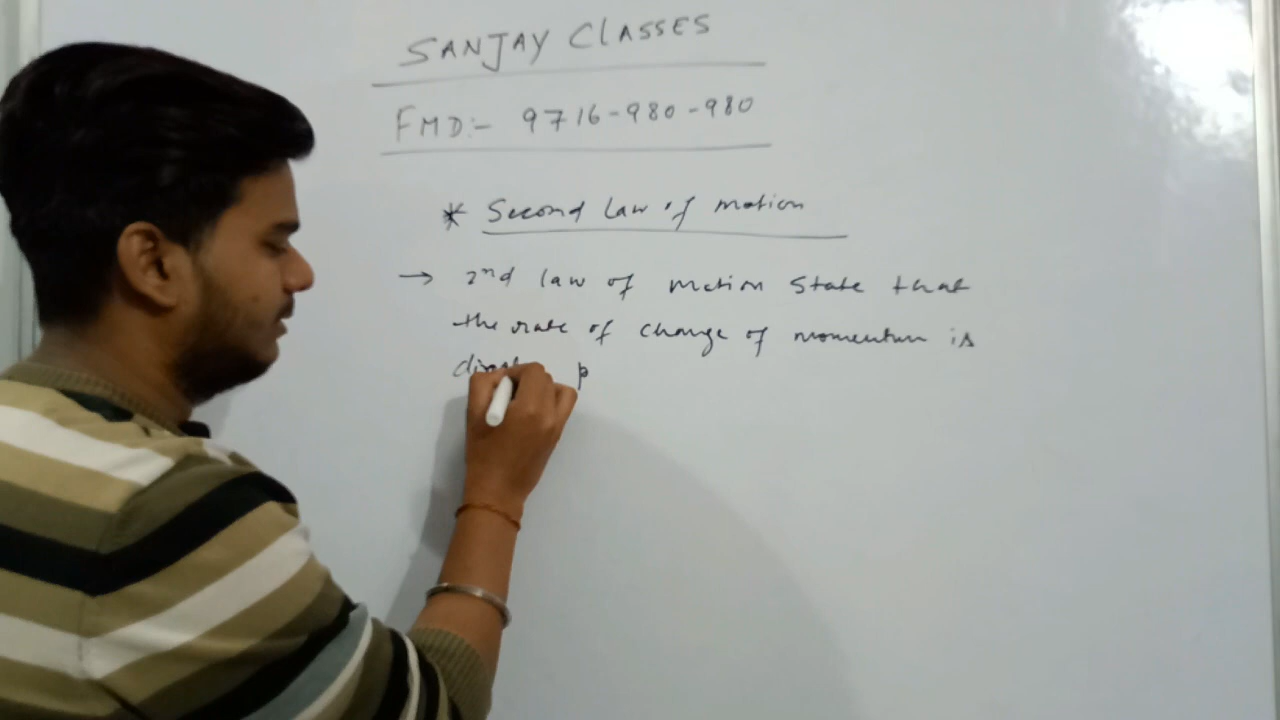 SANJAY ClASSES
FMD:- 9716-980-980
* Second law of motion
→ 2nd law of motion state that
the rate of change of momentum is
p